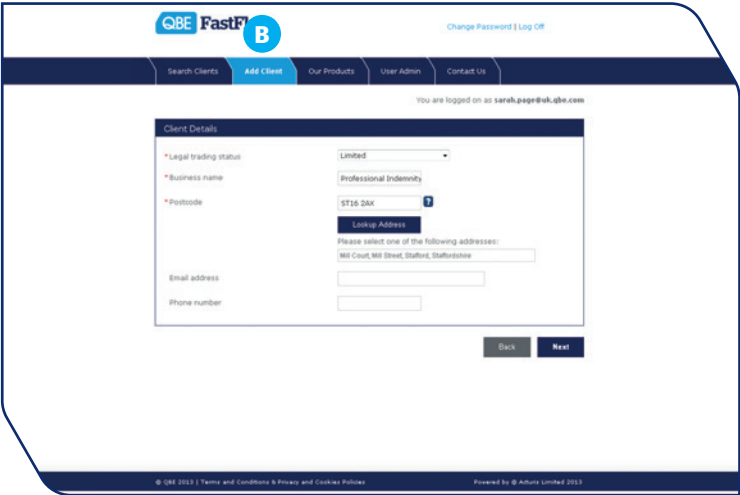 QBE FastFl
B
Change Password | Log Off
Search Clients Add Client Our Products User Admin Contact Us
You are logged on as sarah.page@uk.qbe.com
Client Details
*Legal trading status Limited
*Business name Professional Indemnity
*Postcode ST16 2AX ?
Lookup Address
Please select one of the following addresses:
Mill Court, Mill Street, Stafford, Staffordshire
Email address
Phone number
Back Next
© QBE 2013 | Terms and Conditions & Privacy and Cookies Policies Powered by © Acturis Limited 2013